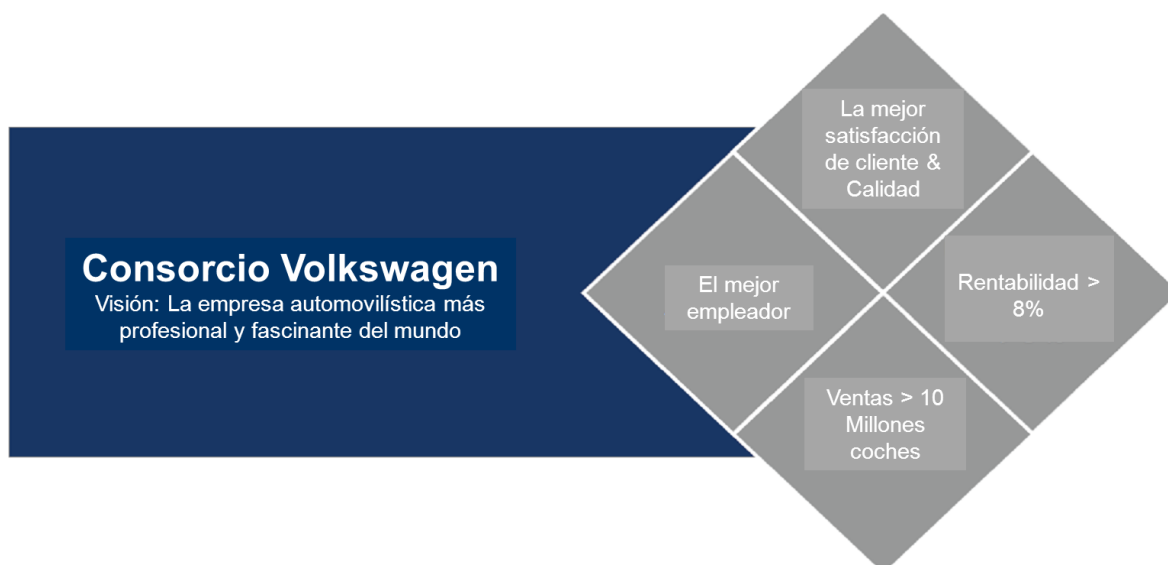 Consorcio Volkswagen
Visión: La empresa automovilística más
profesional y fascinante del mundo
La mejor
satisfacción
de cliente &
Calidad
El mejor
empleador
Rentabilidad >
8%
Ventas > 10
Millones
coches